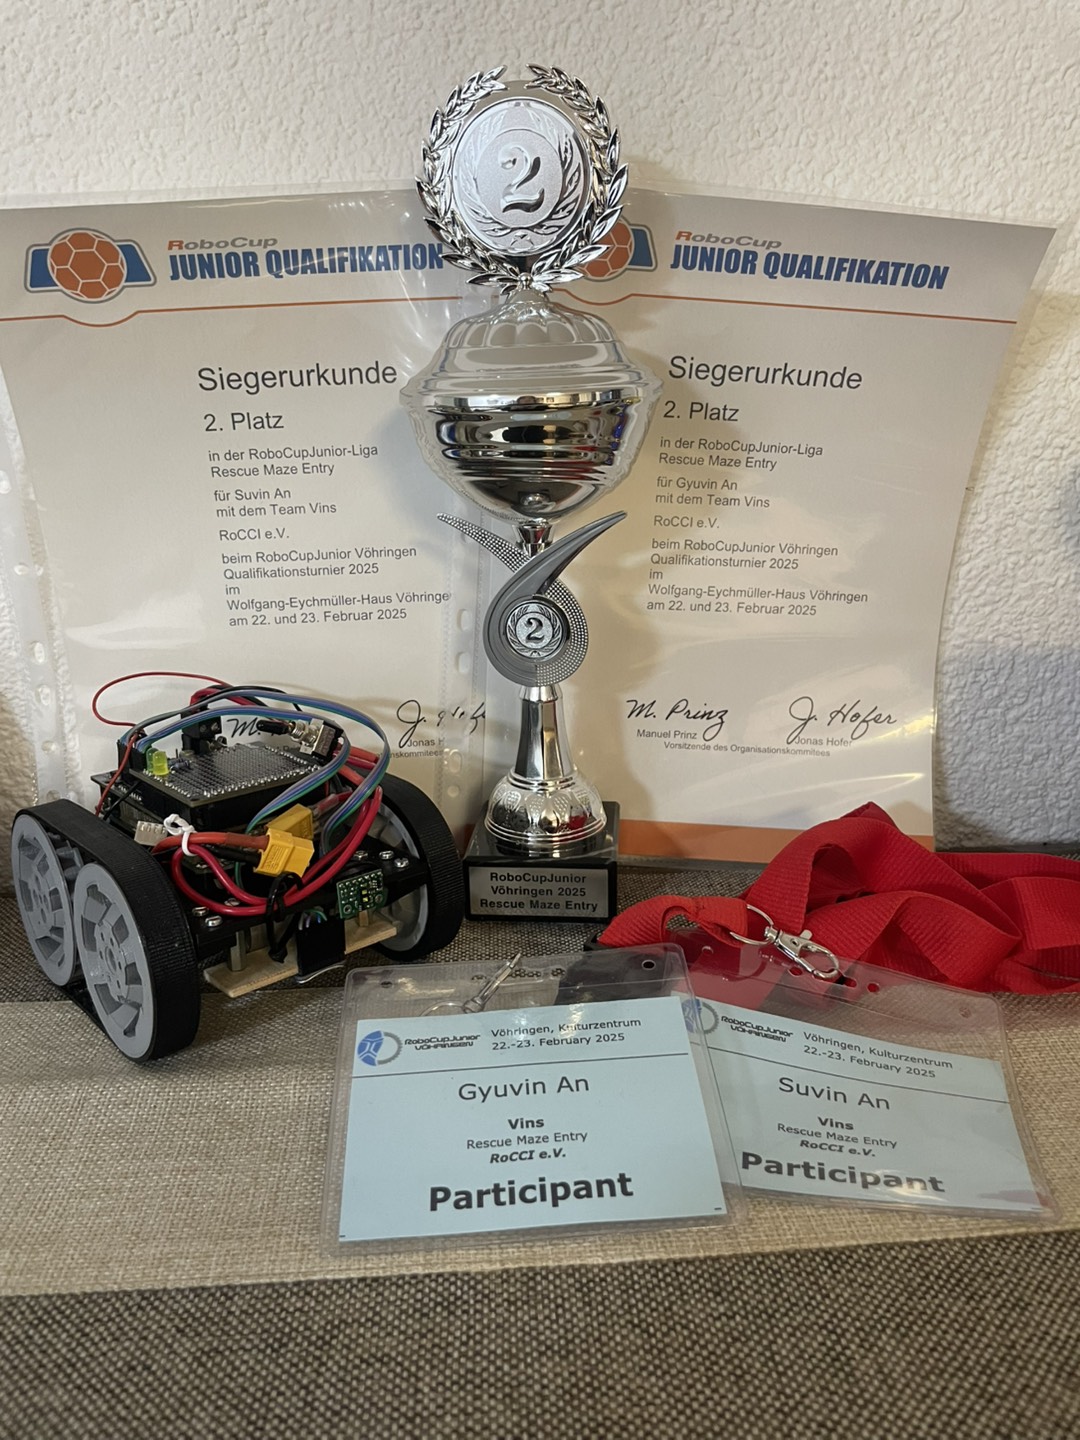 RoboCup
JUNIOR QUALIFIKATION
Siegerurkunde
2. Platz
in der RoboCupJunior-Liga
Rescue Maze Entry
für Suvin An
mit dem Team Vins
RoCCI e.V.
beim RoboCupJunior Vöhringen
Qualifikationsturnier 2025
im
Wolfgang-Eychmüller-Haus Vöhringe
am 22. und 23. Februar 2025
M.
J. Hofe
Jonas H
skommitees
RoboCup
JUNIOR QUALIFIKATION
Siegerurkunde
2. Platz
in der RoboCupJunior-Liga
Rescue Maze Entry
für Gyuvin An
mit dem Team Vins
RoCCI e.V.
beim RoboCupJunior Vöhringen
Qualifikationsturnier 2025
im
Wolfgang-Eychmüller-Haus Vöhringen
am 22. und 23. Februar 2025
M. Prinz
J. Hofer
Manuel Prinz
Jonas Hofer
Vorsitzende des Organisationskommitees
2
2
RoboCupJunior
Vöhringen 2025
Rescue Maze Entry
RoboCupJunior
VÖHRINGEN
Vöhringen, Kulturzentrum
22.-23. February 2025
Gyuvin An
Vins
Rescue Maze Entry
RoCCI e.V.
Participant
RoboCupJunior
VÖHRINGEN
Vöhringen, Kulturzentrum
22.-23. February 2025
Suvin An
Vins
Rescue Maze Entry
RoCCI e.V.
Participant